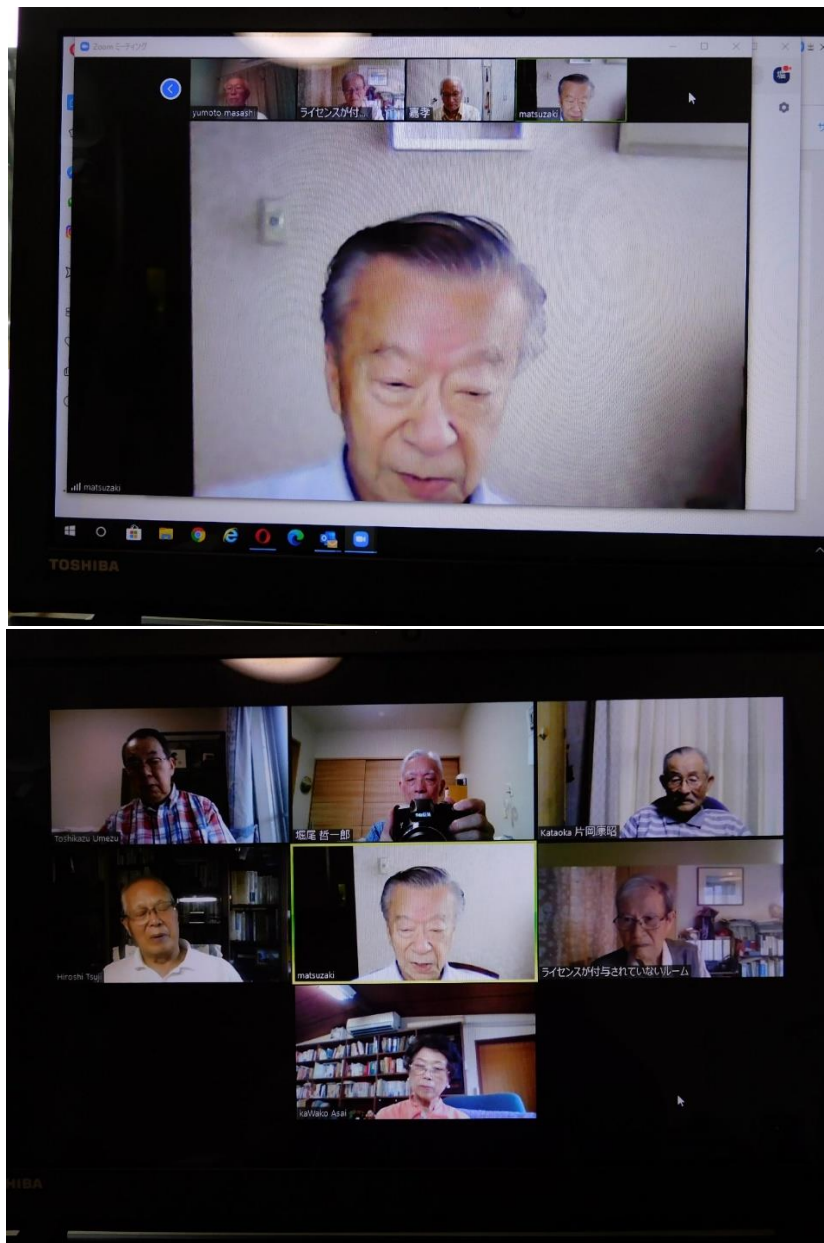 Zoom ミーティング
yumoto masashi
ライセンスが付...
嘉孝
matsuzaki
matsuzaki
TOSHIBA
Toshikazu Umezu
堀尾 哲一郎
Kataoka 片岡康昭
Hiroshi Tsuji
matsuzaki
ライセンスが付与されていないルーム
kaWako Asai
HIBA